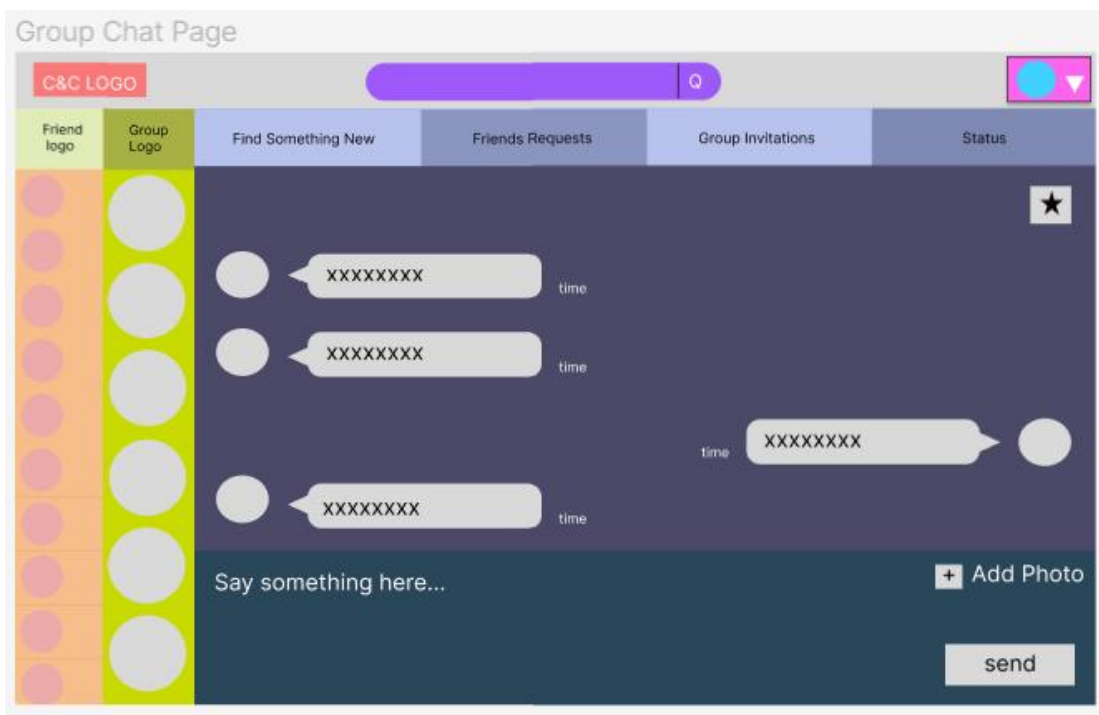 Group Chat Page
C&C LOGO
Q
Friend
logo
Group
Logo
Find Something New
Friends Requests
Group Invitations
Status
xxxxxxxx
time
xxxxxxxx
time
xxxxxxxx
time
xxxxxxxx
time
Say something here...
+ Add Photo
send